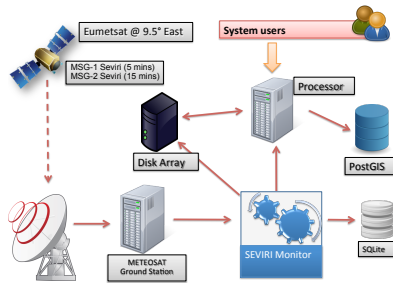 Eumetsat @ 9.5° East
System users
MSG-1 Seviri (5 mins)
MSG-2 Seviri (15 mins)
Processor
Disk Array
PostGIS
METEOSAT
Ground Station
SEVIRI Monitor
SQLite